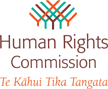 Human Rights
Commission
Te Kāhui Tika Tangata